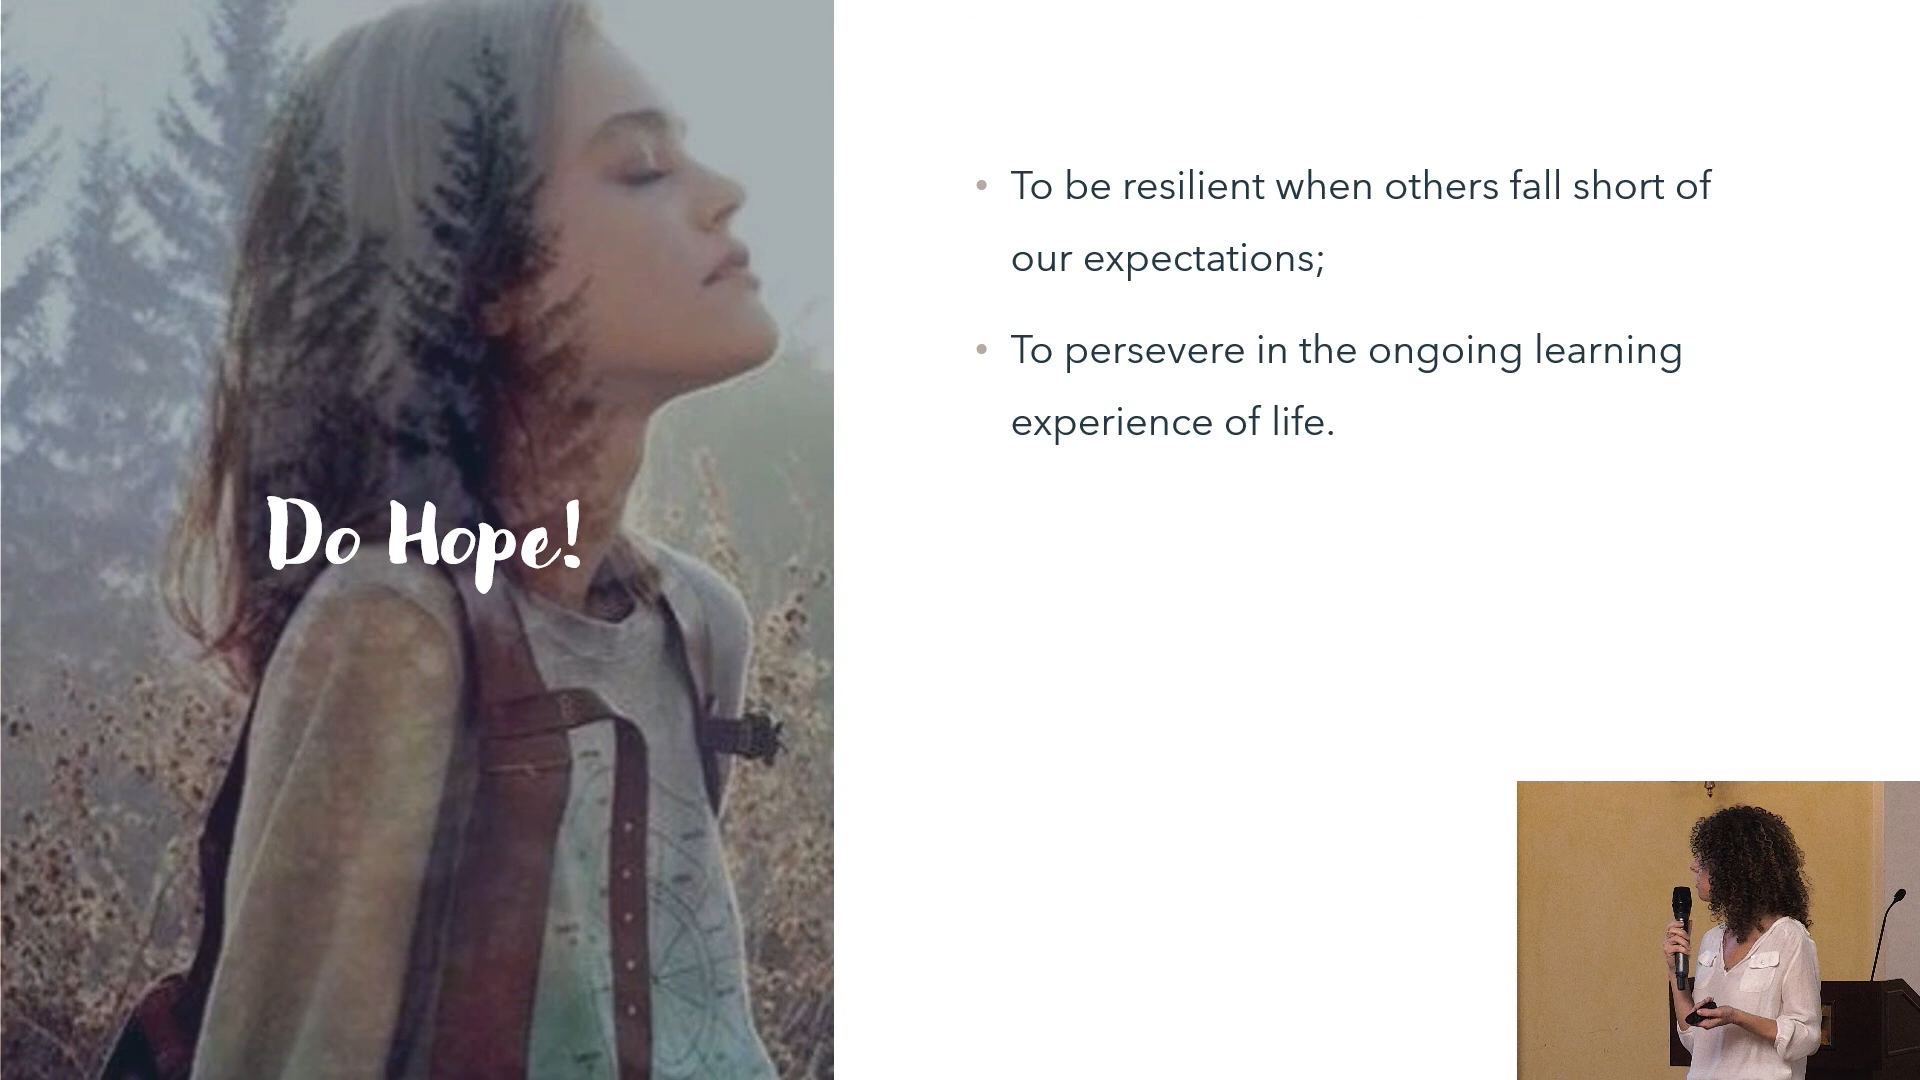 Do Hope!
• To be resilient when others fall short of
our expectations;
• To persevere in the ongoing learning
experience of life.